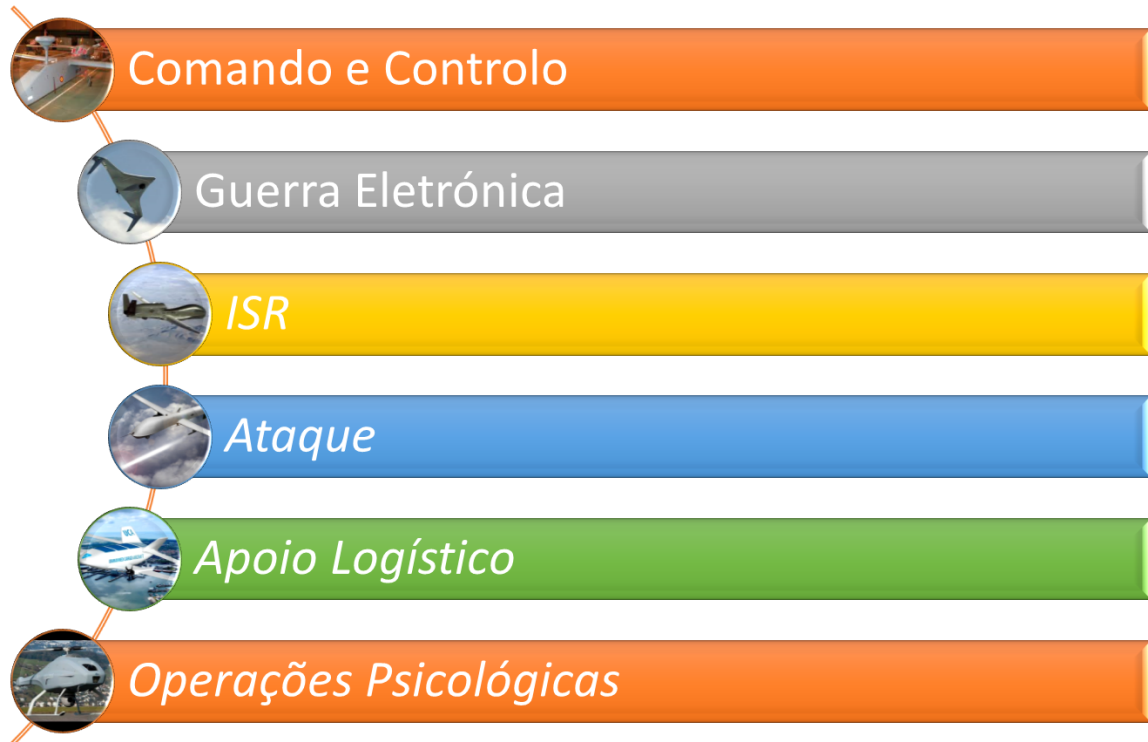 Comando e Controlo
Guerra Eletrónica
ISR
Ataque
Apoio Logístico
Operações Psicológicas